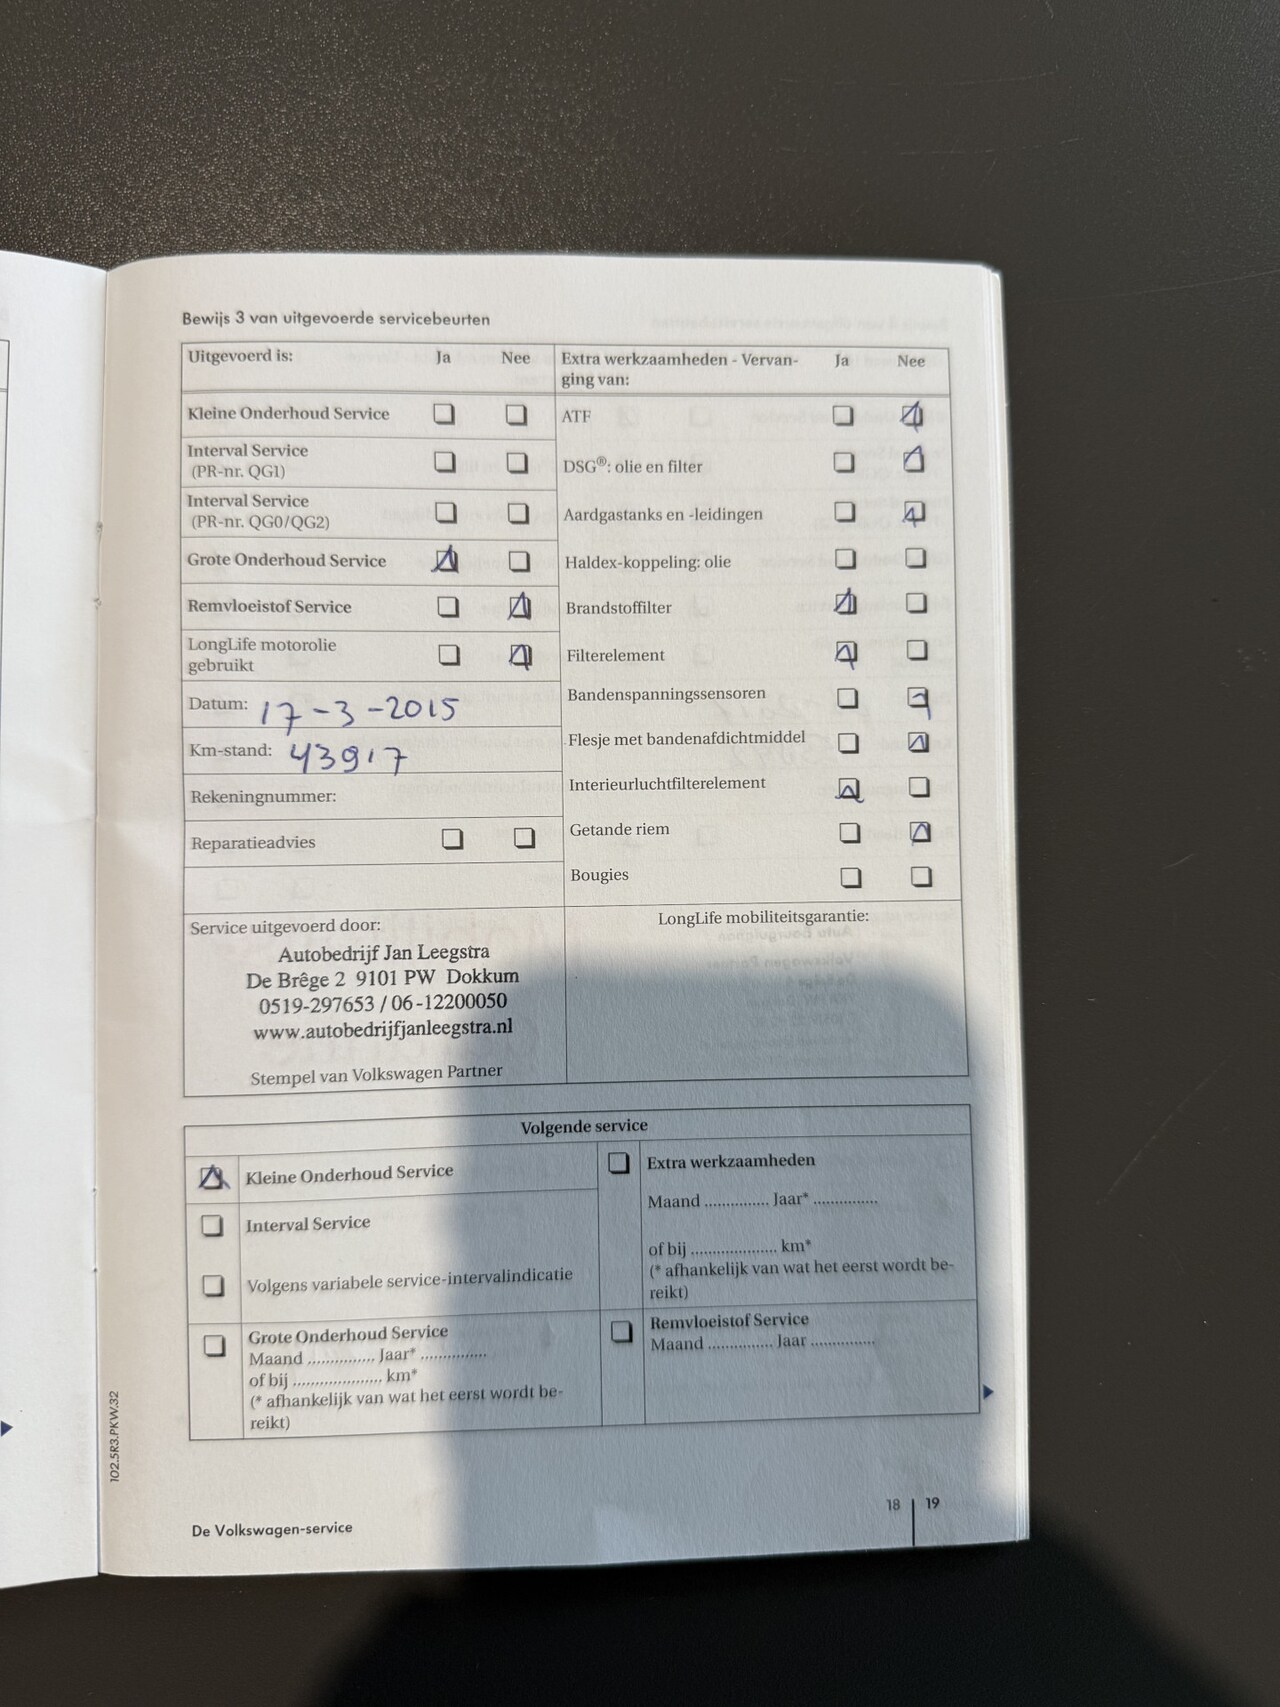 Bewijs 3 van uitgevoerde servicebeurten
Uitgevoerd is: Ja Nee
Kleine Onderhoud Service
Interval Service
(PR-nr. QG1)
Interval Service
(PR-nr. QG0/QG2)
Grote Onderhoud Service
Remvloeistof Service
LongLife motorolie
gebruikt
Datum: 17-3-2015
Km-stand: 43917
Rekeningnummer:
Reparatieadvies
Extra werkzaamheden - Vervan-
ging van: Ja Nee
ATF
DSG®: olie en filter
Aardgastanks en -leidingen
Haldex-koppeling: olie
Brandstoffilter
Filterelement
Bandenspanningssensoren
Flesje met bandenafdichtmiddel
Interieurluchtfilterelement
Getande riem
Bougies
Service uitgevoerd door:
Autobedrijf Jan Leegstra
De Brêge 2 9101 PW Dokkum
0519-297653 / 06-12200050
www.autobedrijfjanleegstra.nl
Stempel van Volkswagen Partner
LongLife mobiliteitsgarantie:
Volgende service
Kleine Onderhoud Service
Interval Service
Volgens variabele service-intervalindicatie
Grote Onderhoud Service
Maand ............... Jaar* ...............
of bij .................... km*
(* afhankelijk van wat het eerst wordt be-
reikt)
Extra werkzaamheden
Maand ............... Jaar* ...............
of bij .................... km*
(* afhankelijk van wat het eerst wordt be-
reikt)
Remvloeistof Service
Maand ............... Jaar ...............
102.5R3.PKW.32
De Volkswagen-service
18 | 19